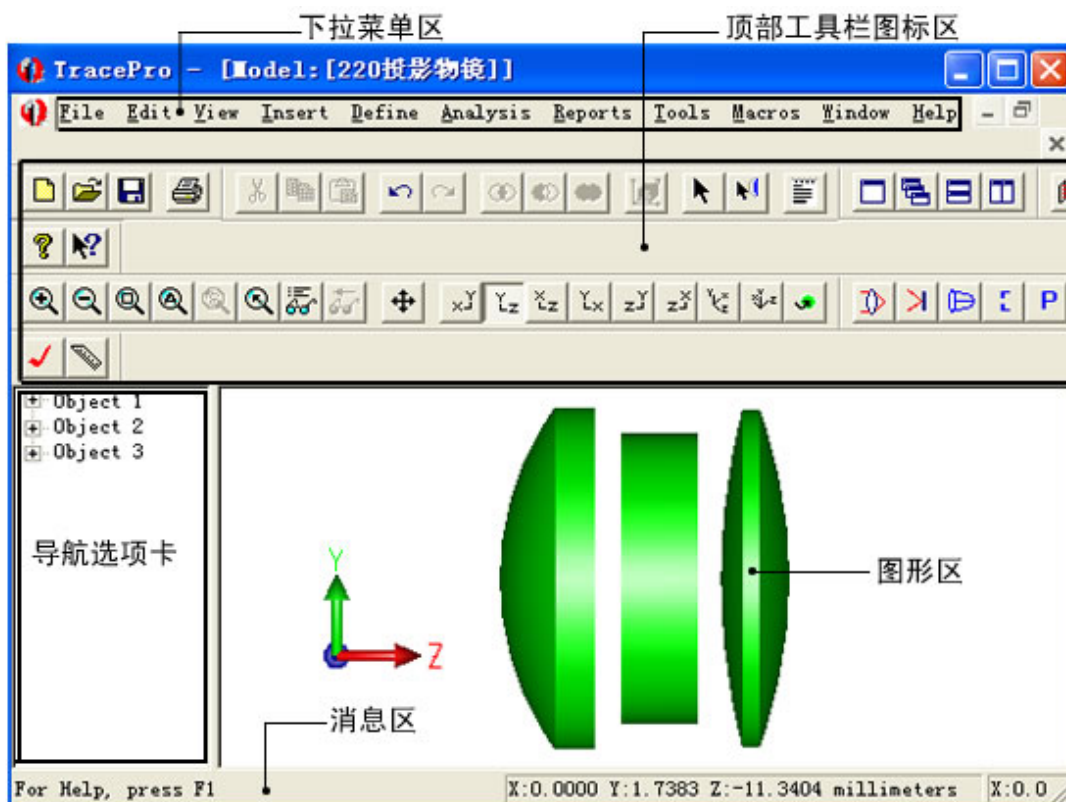 下拉菜单区
顶部工具栏图标区
TracePro - [Model:[220投影物镜]]
File Edit View Insert Define Analysis Reports Tools Macros Window Help
Object 1
Object 2
Object 3
导航选项卡
Y
Z
图形区
消息区
For Help, press F1
X:0.0000 Y:1.7383 Z:-11.3404 millimeters
X:0.0